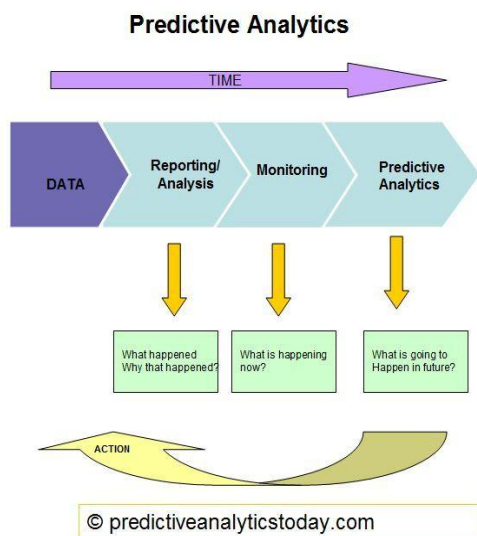 Predictive Analytics
TIME
DATA
Reporting/
Analysis
Monitoring
Predictive
Analytics
What happened
Why that happened?
What is happening
now?
What is going to
Happen in future?
ACTION
© predictiveanalyticstoday.com